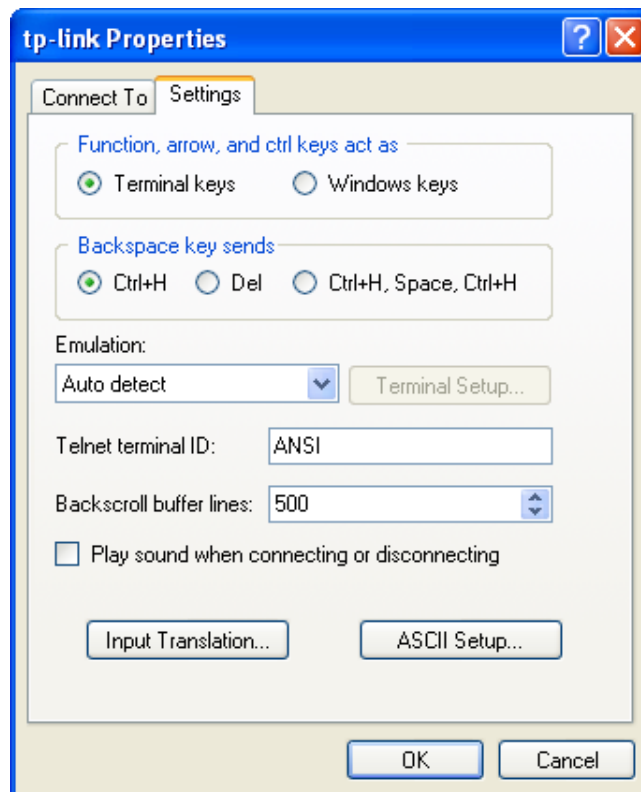 tp-link Properties
Connect To Settings
Function, arrow, and ctrl keys act as
Terminal keys Windows keys
Backspace key sends
Ctrl+H Del Ctrl+H, Space, Ctrl+H
Emulation:
Auto detect Terminal Setup...
Telnet terminal ID: ANSI
Backscroll buffer lines: 500
Play sound when connecting or disconnecting
Input Translation... ASCII Setup...
OK Cancel